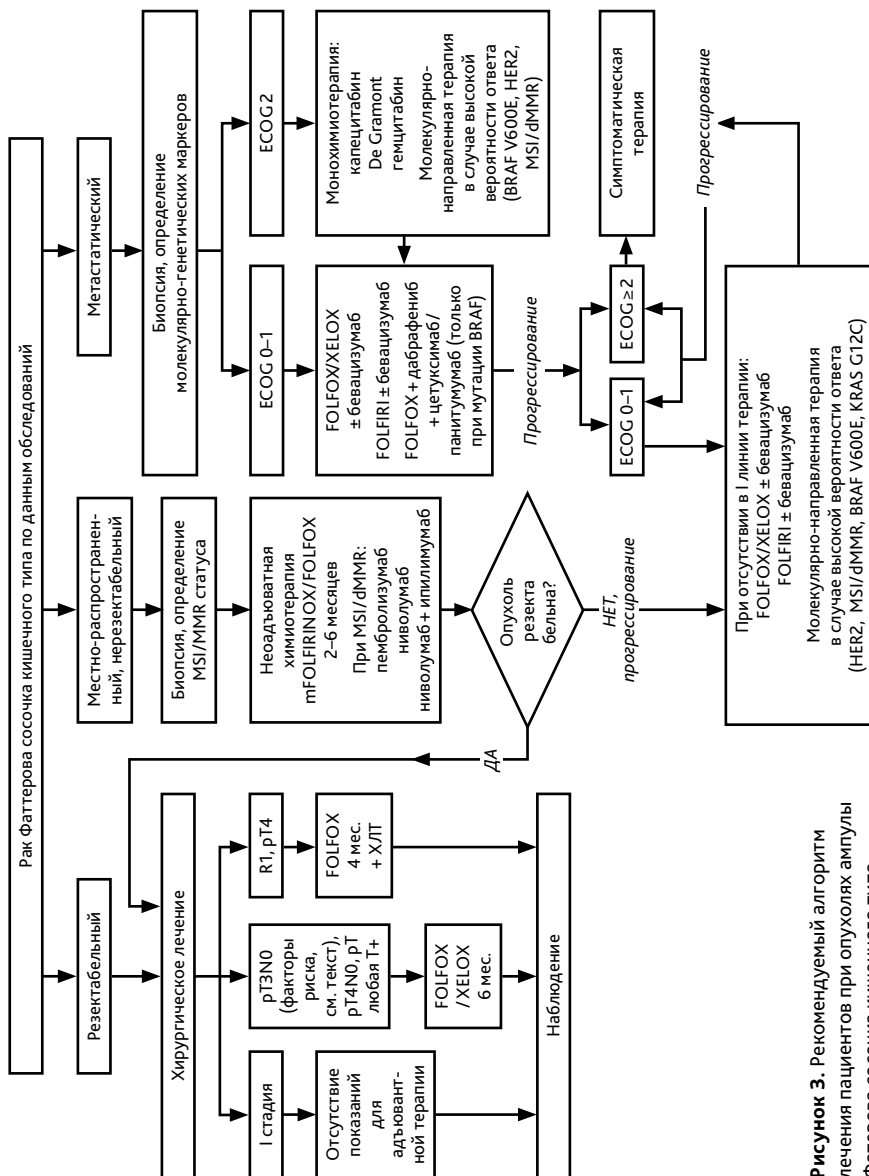 Рак Фаттерова сосочка кишечного типа по данным обследований
Резектабельный
Хирургическое лечение
I стадия
Отсутствие
показаний
для
адъювант-
ной терапии
pT3N0
(факторы
риска,
см. текст),
pT4N0, pT
любая T+
FOLFOX
/XELOX
6 мес.
R1, pT4
FOLFOX
4 мес.
+ ХЛТ
Наблюдение
Местно-распространен-
ный, нерезектабельный
Биопсия, определение
MSI/MMR статуса
Неоадъюватная
химиотерапия
mFOLFIRINOX/FOLFOX
2–6 месяцев
При MSI/dMMR:
пембролизумаб
ниволумаб
ниволумаб + ипилимумаб
Опухоль
резекта
бельна?
ДА
НЕТ,
прогрессирование
Метастатический
Биопсия, определение
молекулярно-генетических маркеров
ECOG 0–1
FOLFOX/XELOX
± бевацизумаб
FOLFIRI ± бевацизумаб
FOLFOX + дабрафениб
+ цетуксимаб/
панитумумаб (только
при мутации BRAF)
ECOG 2
Монохимиотерапия:
капецитабин
De Gramont
гемцитабин
Молекулярно-
направленная терапия
в случае высокой
вероятности ответа
(BRAF V600E, HER2,
MSI/dMMR)
Прогрессирование
ECOG 0–1
ECOG ≥ 2
Симптоматическая
терапия
Прогрессирование
При отсутствии в I линии терапии:
FOLFOX/XELOX ± бевацизумаб
FOLFIRI ± бевацизумаб
Молекулярно-направленная терапия
в случае высокой вероятности ответа
(HER2, MSI/dMMR, BRAF V600E, KRAS G12C)
Рисунок 3. Рекомендуемый алгоритм
лечения пациентов при опухолях ампулы